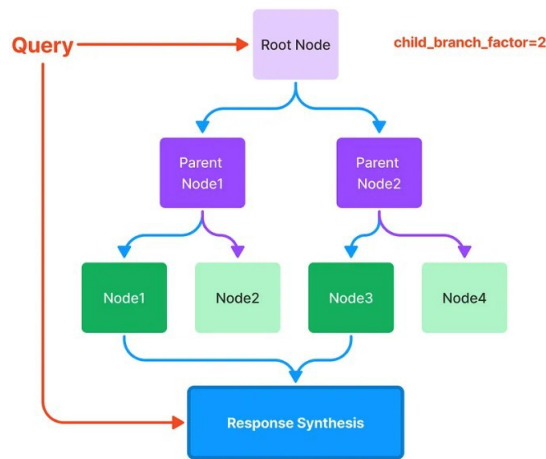 Query
Root Node
child_branch_factor=2
Parent
Node1
Parent
Node2
Node1
Node2
Node3
Node4
Response Synthesis